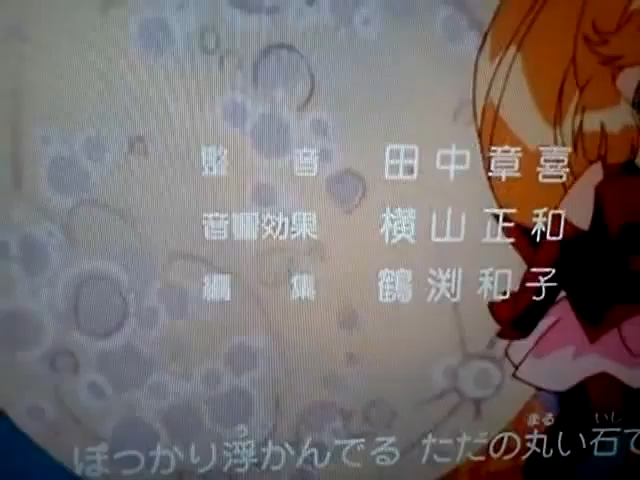 整音 田中章喜
音響効果 横山正和
編集 鶴渕和子
ぽっかり浮かんでる ただの丸い石で